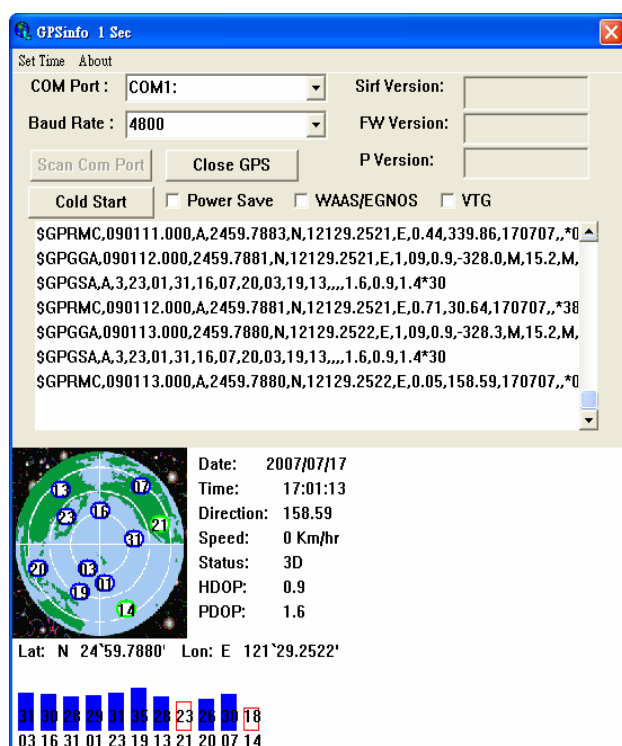 GPSinfo 1 Sec
Set Time About
COM Port : COM1: Sirf Version:
Baud Rate : 4800 FW Version:
Scan Com Port Close GPS P Version:
Cold Start Power Save WAAS/EGNOS VTG
$GPRMC,090111.000,A,2459.7883,N,12129.2521,E,0.44,339.86,170707,,*0
$GPGGA,090112.000,2459.7881,N,12129.2521,E,1,09,0.9,-328.0,M,15.2,M,
$GPGSA,A,3,23,01,31,16,07,20,03,19,13,,,,1.6,0.9,1.4*30
$GPRMC,090112.000,A,2459.7881,N,12129.2521,E,0.71,30.64,170707,,*38
$GPGGA,090113.000,2459.7880,N,12129.2522,E,1,09,0.9,-328.3,M,15.2,M,
$GPGSA,A,3,23,01,31,16,07,20,03,19,13,,,,1.6,0.9,1.4*30
$GPRMC,090113.000,A,2459.7880,N,12129.2522,E,0.05,158.59,170707,,*0
13 07
23 16 21
31
20 03
19 01
14
Date: 2007/07/17
Time: 17:01:13
Direction: 158.59
Speed: 0 Km/hr
Status: 3D
HDOP: 0.9
PDOP: 1.6
Lat: N 24`59.7880' Lon: E 121`29.2522'
31 30 28 29 31 35 23 30 18
03 16 31 01 23 19 13 21 20 07 14